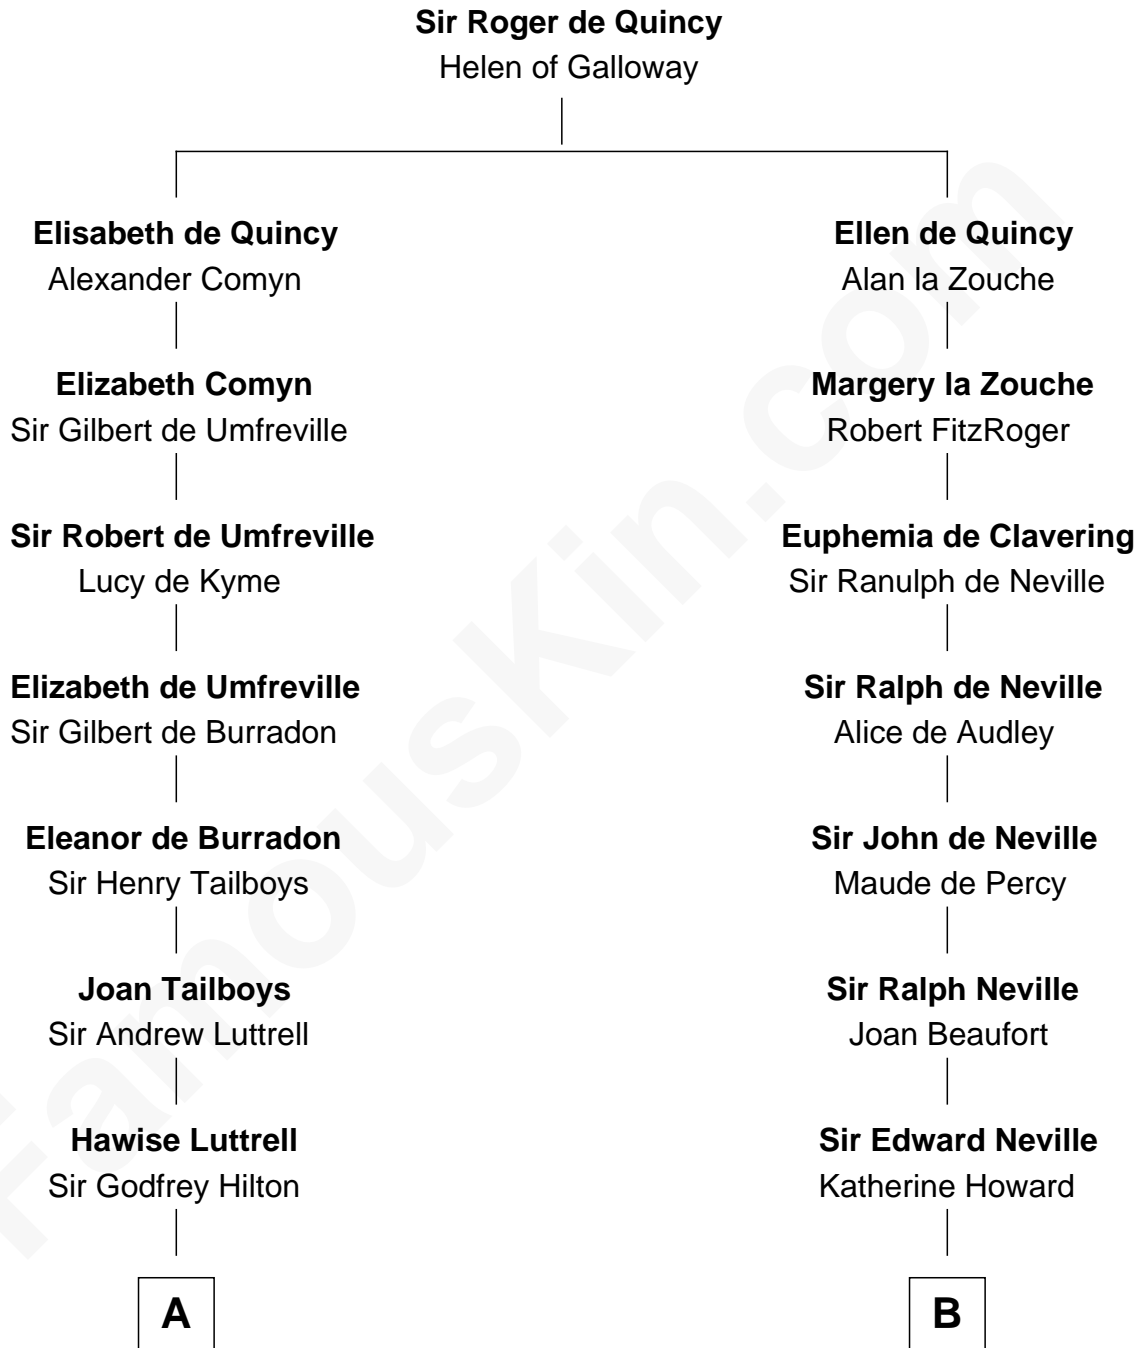 Sir Roger de Quincy
Helen of Galloway
Elisabeth de Quincy
Alexander Comyn
Ellen de Quincy
Alan la Zouche
Elizabeth Comyn
Sir Gilbert de Umfreville
Margery la Zouche
Robert FitzRoger
Sir Robert de Umfreville
Lucy de Kyme
Euphemia de Clavering
Sir Ranulph de Neville
Elizabeth de Umfreville
Sir Gilbert de Burradon
Sir Ralph de Neville
Alice de Audley
Eleanor de Burradon
Sir Henry Tailboys
Sir John de Neville
Maude de Percy
Joan Tailboys
Sir Andrew Luttrell
Sir Ralph Neville
Joan Beaufort
Hawise Luttrell
Sir Godfrey Hilton
Sir Edward Neville
Katherine Howard
A
B
FamousKin.com